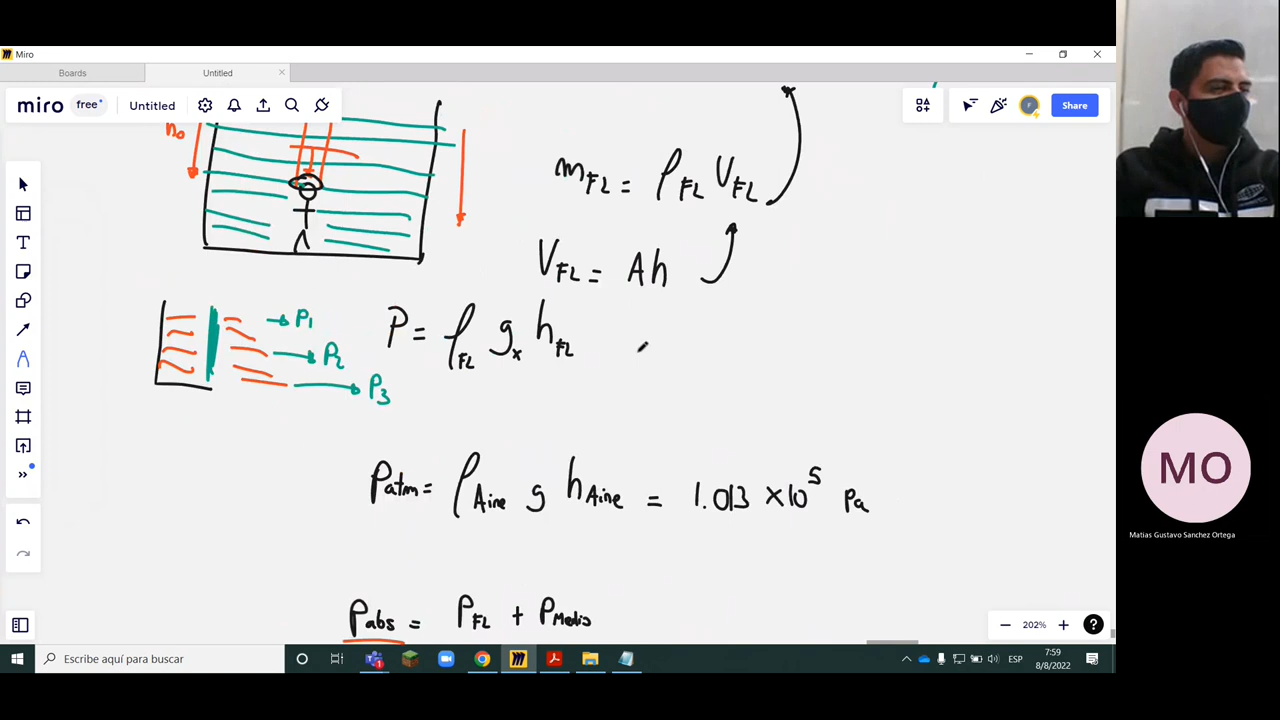 Miro
Boards
Untitled
miro
free
Untitled
Share
h₀
m_FL = ρ_FL V_FL
V_FL = Ah
P₁
P₂
P₃
P = ρ_FL g_x h_FL
Patm = ρ_Aire g h_Aire = 1.013 × 10⁵ Pa
Pabs = P_FL + P_Medio
202%
MO
Matias Gustavo Sanchez Ortega
Escribe aquí para buscar
ESP
7:59
8/8/2022